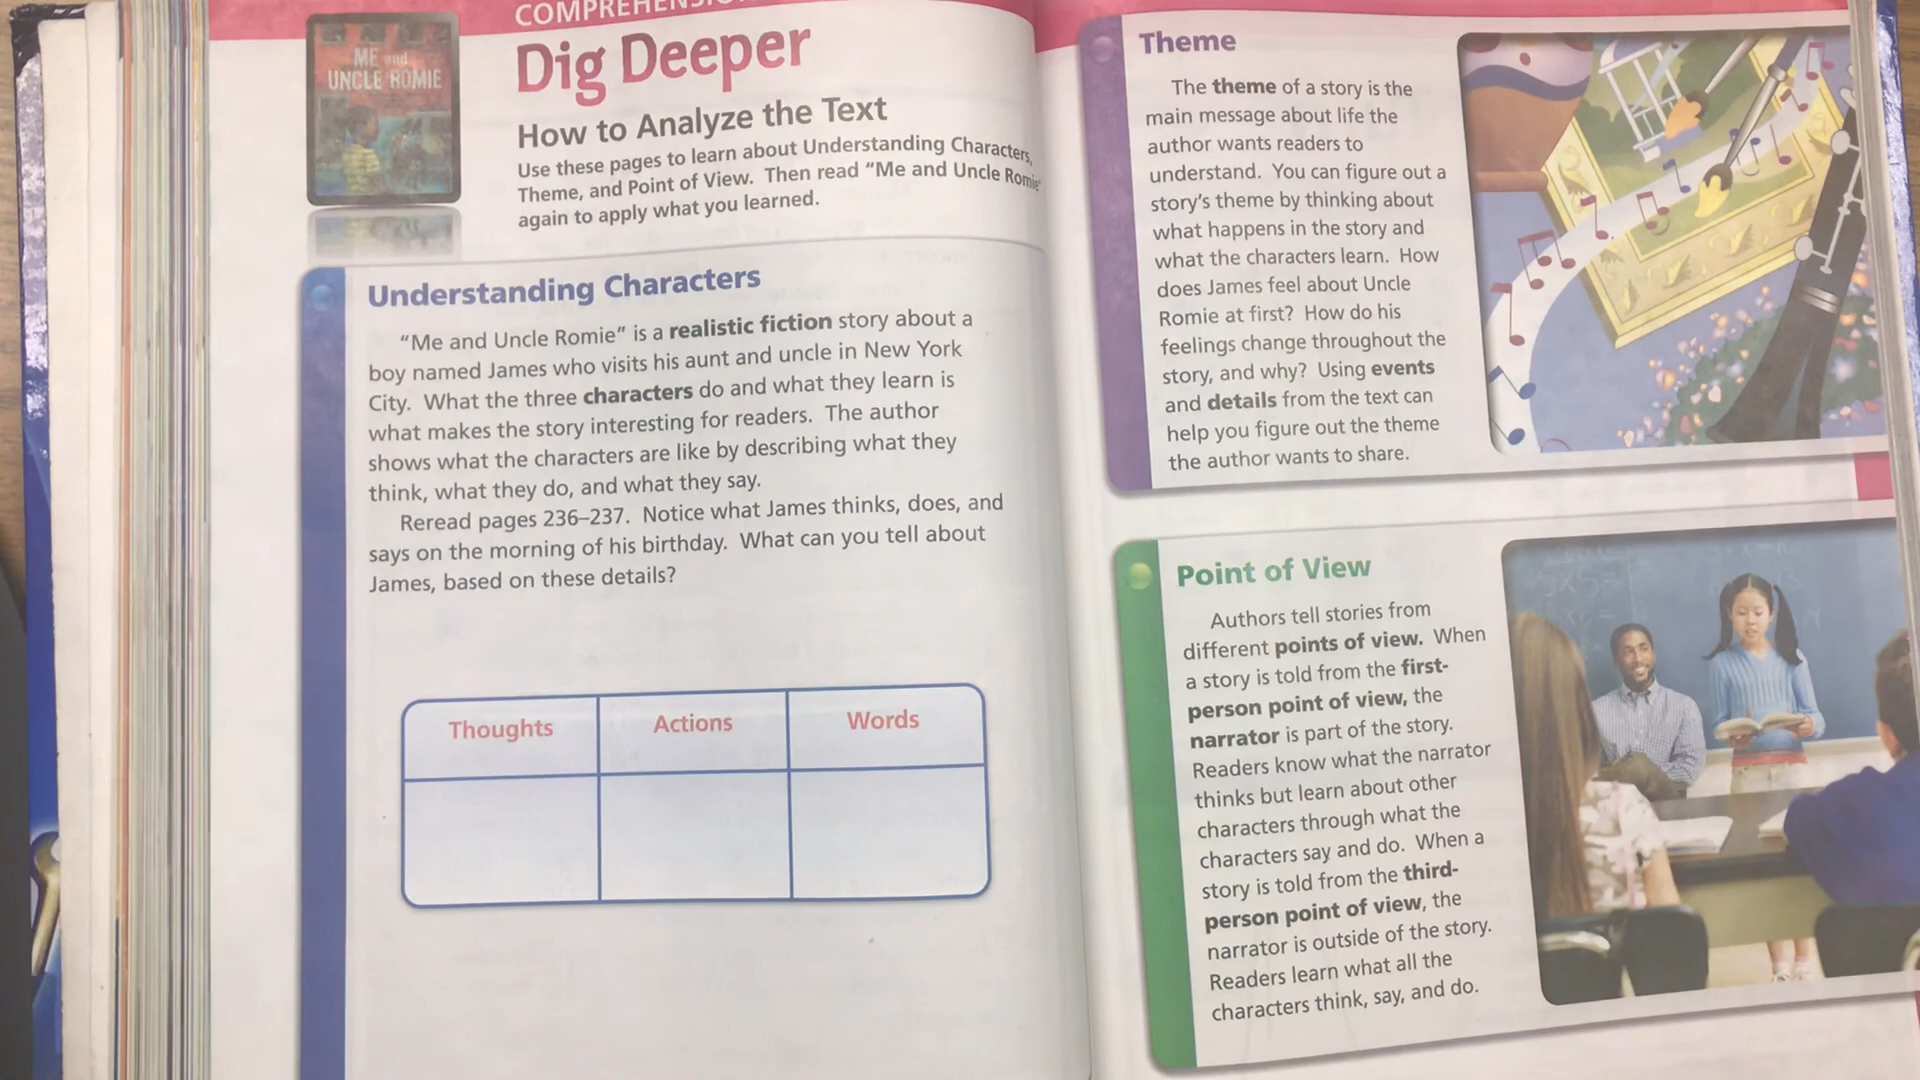 COMPREHENSION
ME and
UNCLE ROMIE
Dig Deeper
How to Analyze the Text
Use these pages to learn about Understanding Characters,
Theme, and Point of View. Then read “Me and Uncle Romie”
again to apply what you learned.
Understanding Characters
“Me and Uncle Romie” is a realistic fiction story about a
boy named James who visits his aunt and uncle in New York
City. What the three characters do and what they learn is
what makes the story interesting for readers. The author
shows what the characters are like by describing what they
think, what they do, and what they say.
Reread pages 236–237. Notice what James thinks, does, and
says on the morning of his birthday. What can you tell about
James, based on these details?
Thoughts
Actions
Words
Theme
The theme of a story is the
main message about life the
author wants readers to
understand. You can figure out a
story’s theme by thinking about
what happens in the story and
what the characters learn. How
does James feel about Uncle
Romie at first? How do his
feelings change throughout the
story, and why? Using events
and details from the text can
help you figure out the theme
the author wants to share.
Point of View
Authors tell stories from
different points of view. When
a story is told from the first-
person point of view, the
narrator is part of the story.
Readers know what the narrator
thinks but learn about other
characters through what the
characters say and do. When a
story is told from the third-
person point of view, the
narrator is outside of the story.
Readers learn what all the
characters think, say, and do.